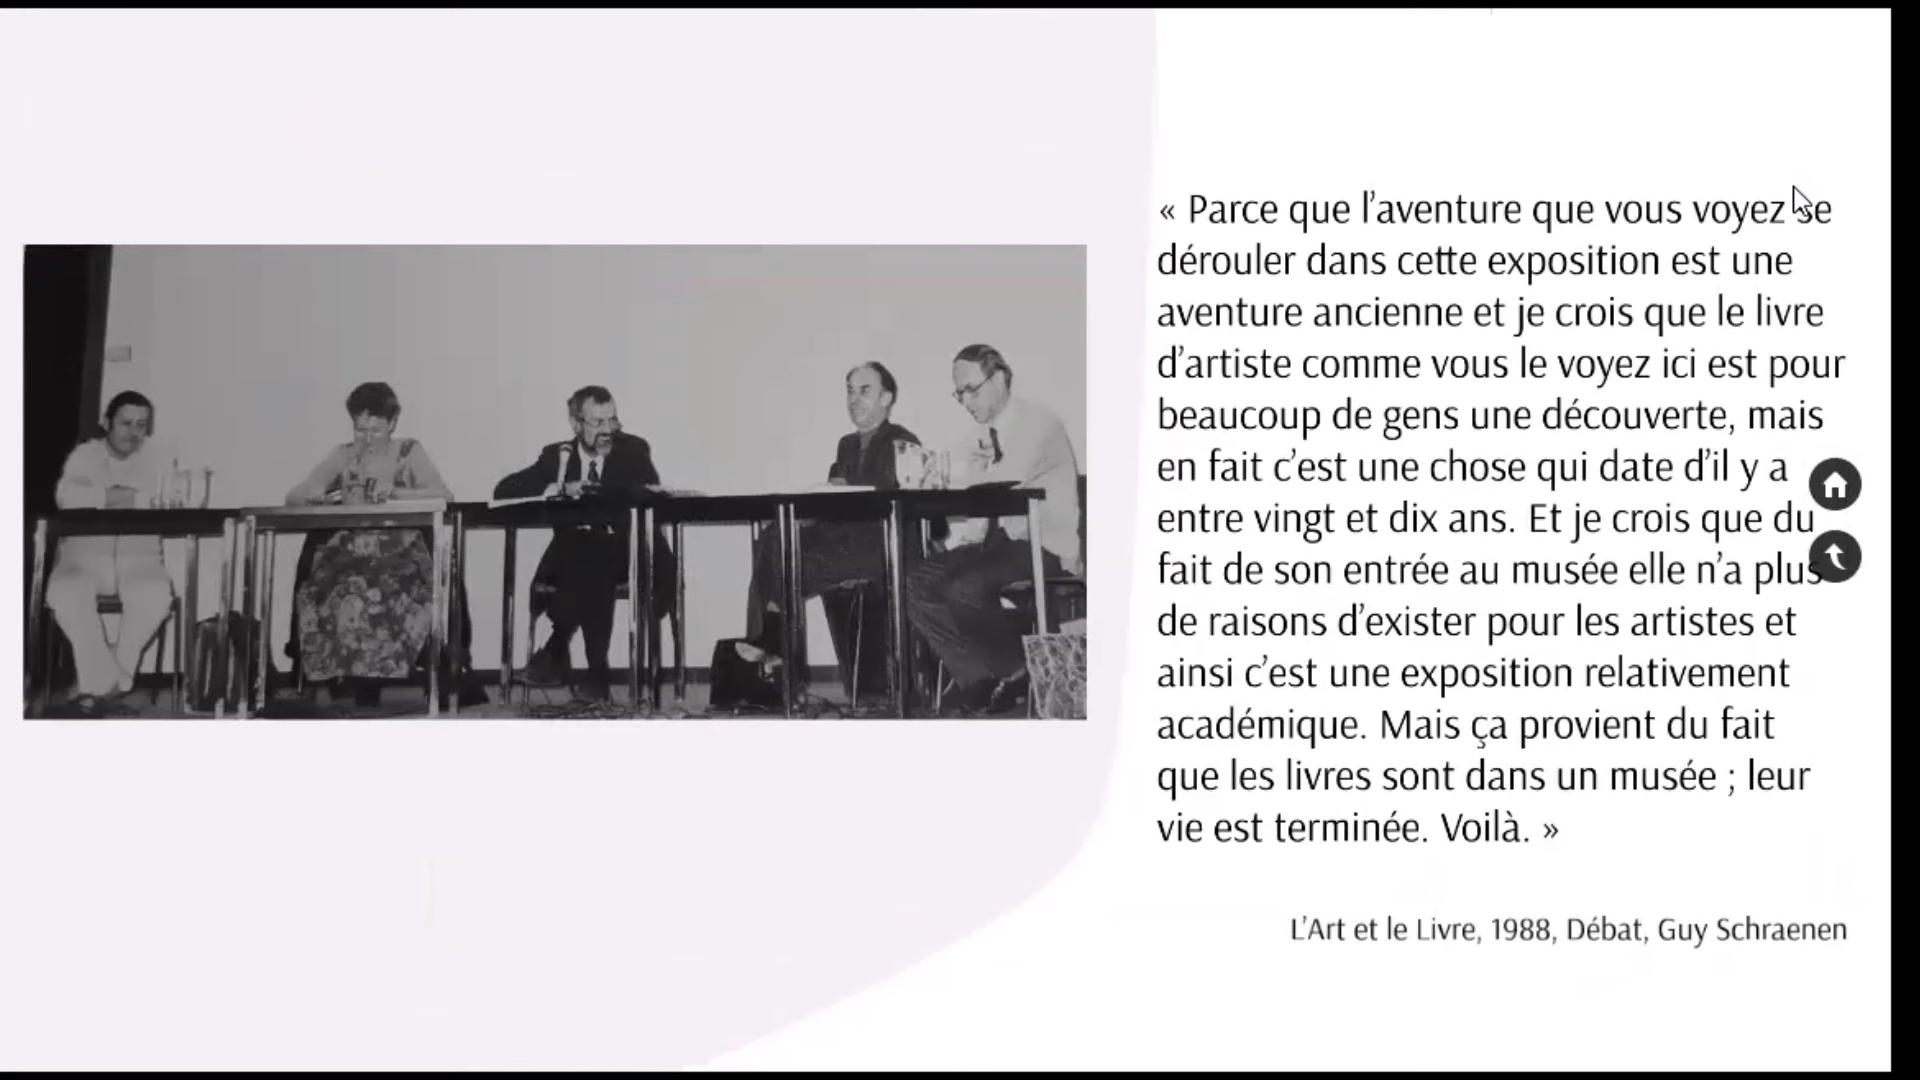 « Parce que l’aventure que vous voyez se
dérouler dans cette exposition est une
aventure ancienne et je crois que le livre
d’artiste comme vous le voyez ici est pour
beaucoup de gens une découverte, mais
en fait c’est une chose qui date d’il y a
entre vingt et dix ans. Et je crois que du
fait de son entrée au musée elle n’a plus
de raisons d’exister pour les artistes et
ainsi c’est une exposition relativement
académique. Mais ça provient du fait
que les livres sont dans un musée ; leur
vie est terminée. Voilà. »
L’Art et le Livre, 1988, Débat, Guy Schraenen